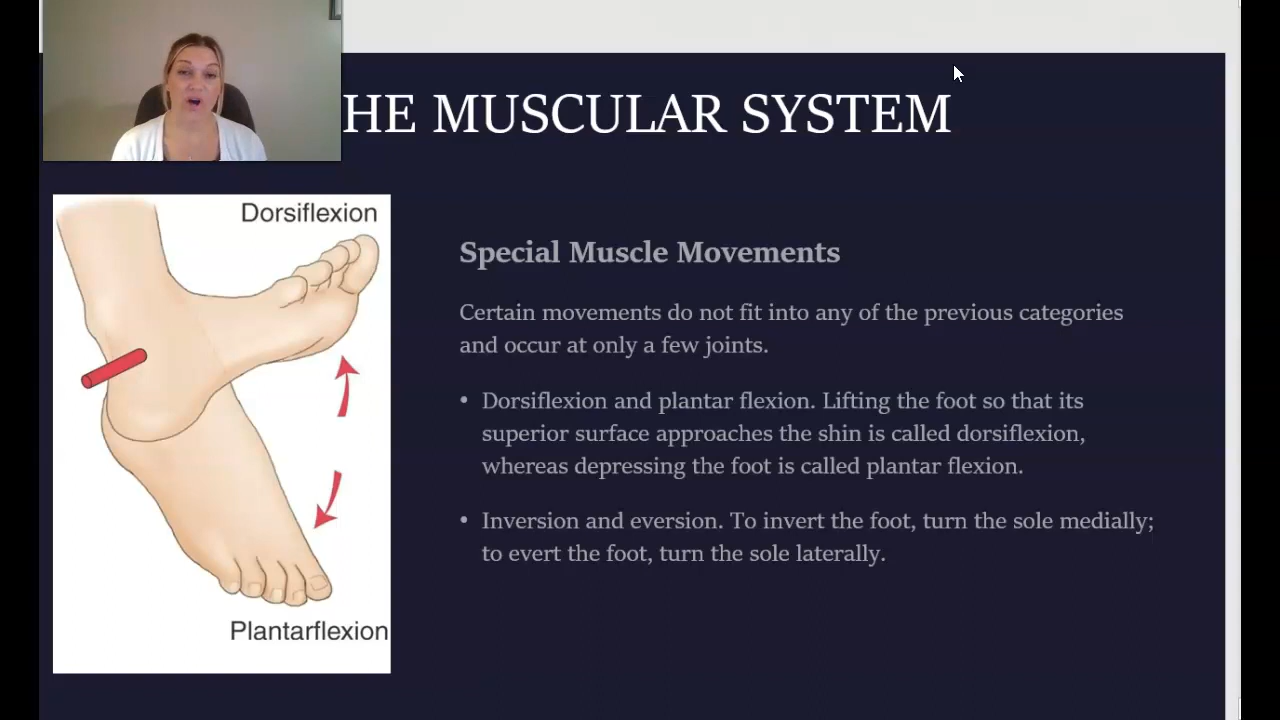 HE MUSCULAR SYSTEM
Dorsiflexion
Special Muscle Movements
Certain movements do not fit into any of the previous categories
and occur at only a few joints.
• Dorsiflexion and plantar flexion. Lifting the foot so that its
superior surface approaches the shin is called dorsiflexion,
whereas depressing the foot is called plantar flexion.
• Inversion and eversion. To invert the foot, turn the sole medially;
to evert the foot, turn the sole laterally.
Plantarflexion